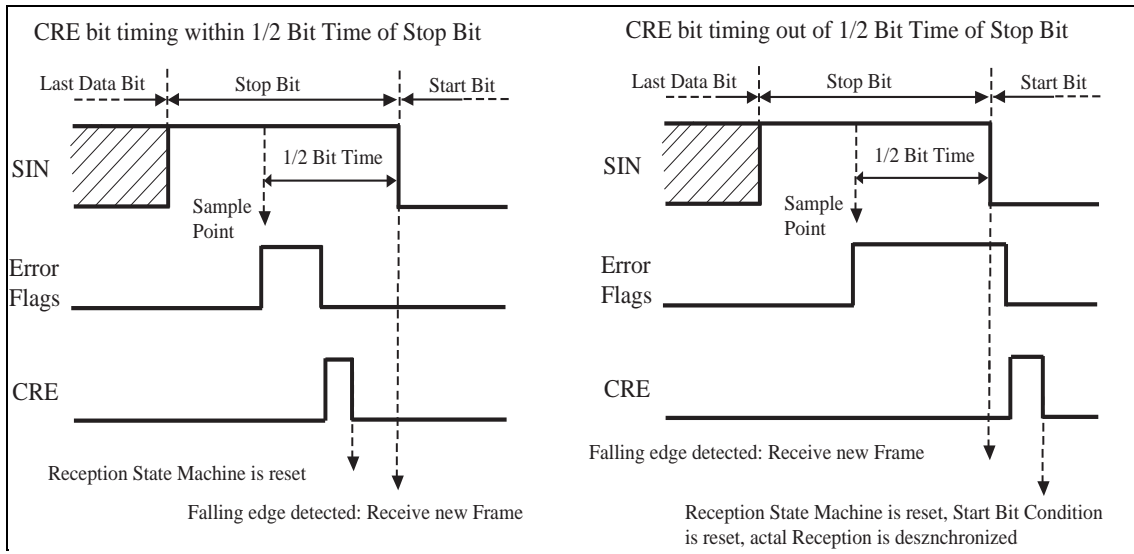 CRE bit timing within 1/2 Bit Time of Stop Bit
Last Data Bit
Stop Bit
Start Bit
SIN
1/2 Bit Time
Sample
Point
Error
Flags
CRE
Reception State Machine is reset
Falling edge detected: Receive new Frame
CRE bit timing out of 1/2 Bit Time of Stop Bit
Last Data Bit
Stop Bit
Start Bit
SIN
1/2 Bit Time
Sample
Point
Error
Flags
CRE
Falling edge detected: Receive new Frame
Reception State Machine is reset, Start Bit Condition
is reset, actal Reception is desznchronized